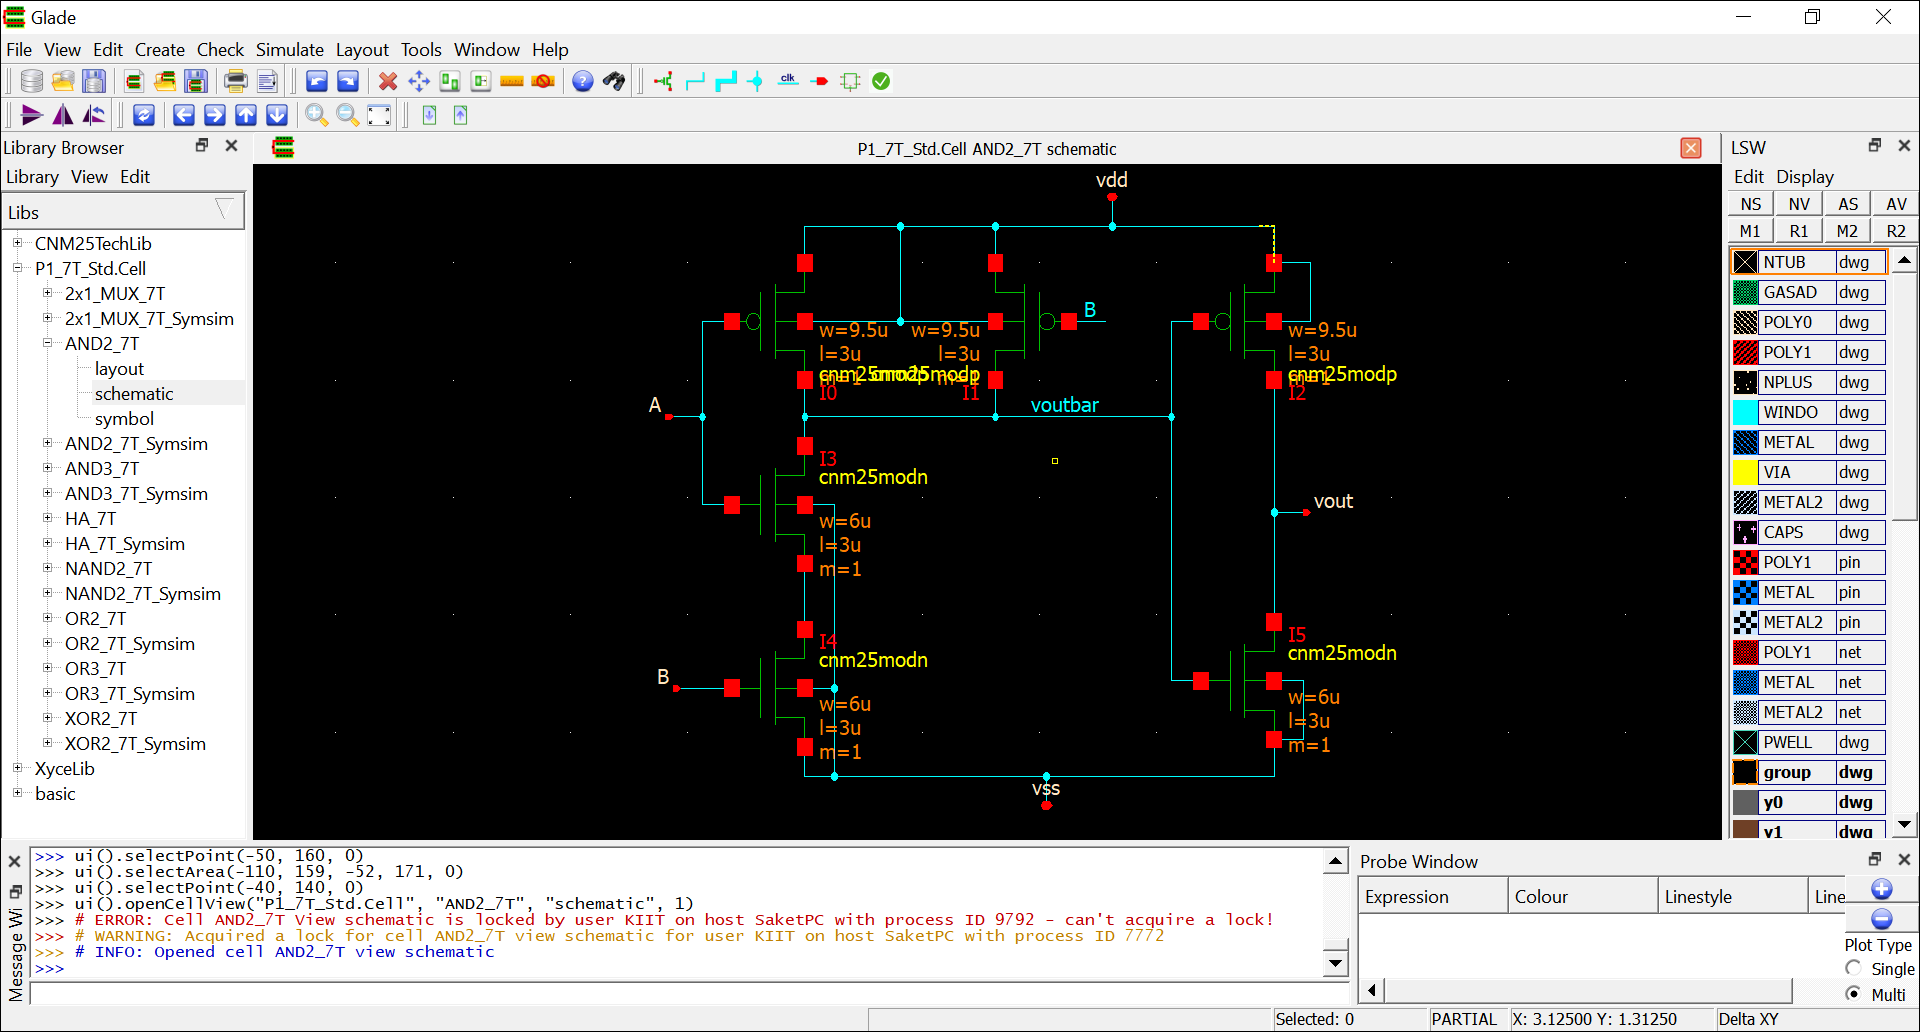 Glade
File View Edit Create Check Simulate Layout Tools Window Help
clk
Library Browser
Library View Edit
Libs
CNM25TechLib
P1_7T_Std.Cell
2x1_MUX_7T
2x1_MUX_7T_Symsim
AND2_7T
layout
schematic
symbol
AND2_7T_Symsim
AND3_7T
AND3_7T_Symsim
HA_7T
HA_7T_Symsim
NAND2_7T
NAND2_7T_Symsim
OR2_7T
OR2_7T_Symsim
OR3_7T
OR3_7T_Symsim
XOR2_7T
XOR2_7T_Symsim
XyceLib
basic
P1_7T_Std.Cell AND2_7T schematic
vdd
B
w=9.5u w=9.5u w=9.5u
l=3u l=3u l=3u
cnm25modp cnm25modp cnm25modp
m=1 m=1 m=1
I0 I1 I2
A
voutbar
I3
cnm25modn
w=6u
l=3u
m=1
vout
I4
cnm25modn
B
w=6u
l=3u
m=1
I5
cnm25modn
w=6u
l=3u
m=1
vss
LSW
Edit Display
NS NV AS AV
M1 R1 M2 R2
NTUB dwg
GASAD dwg
POLY0 dwg
POLY1 dwg
NPLUS dwg
WINDO dwg
METAL dwg
VIA dwg
METAL2 dwg
CAPS dwg
POLY1 pin
METAL pin
METAL2 pin
POLY1 net
METAL net
METAL2 net
PWELL dwg
group dwg
y0 dwg
y1 dwg
Message Wi
>>> ui().selectPoint(-50, 160, 0)
>>> ui().selectArea(-110, 159, -52, 171, 0)
>>> ui().selectPoint(-40, 140, 0)
>>> ui().openCellView("P1_7T_Std.Cell", "AND2_7T", "schematic", 1)
>>> # ERROR: Cell AND2_7T View schematic is locked by user KIIT on host SaketPC with process ID 9792 - can't acquire a lock!
>>> # WARNING: Acquired a lock for cell AND2_7T view schematic for user KIIT on host SaketPC with process ID 7772
>>> # INFO: Opened cell AND2_7T view schematic
>>>
Probe Window
Expression Colour Linestyle Line
Plot Type
Single
Multi
Selected: 0 PARTIAL X: 3.12500 Y: 1.31250 Delta XY